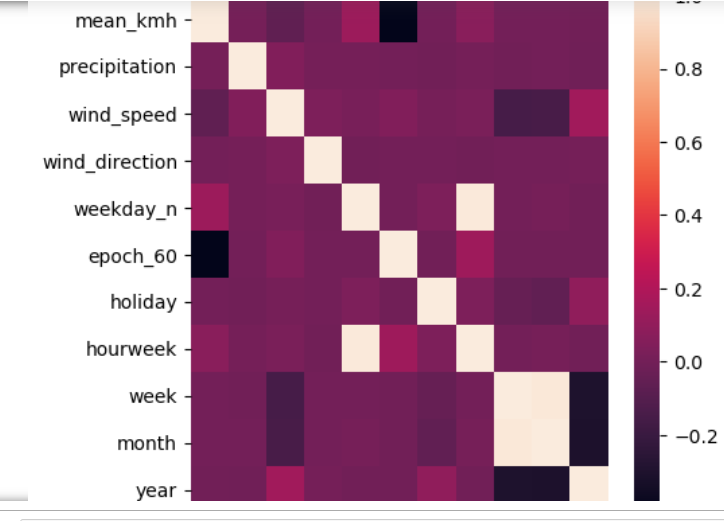 mean_kmh
precipitation
wind_speed
wind_direction
weekday_n
epoch_60
holiday
hourweek
week
month
year
0.8
0.6
0.4
0.2
0.0
−0.2